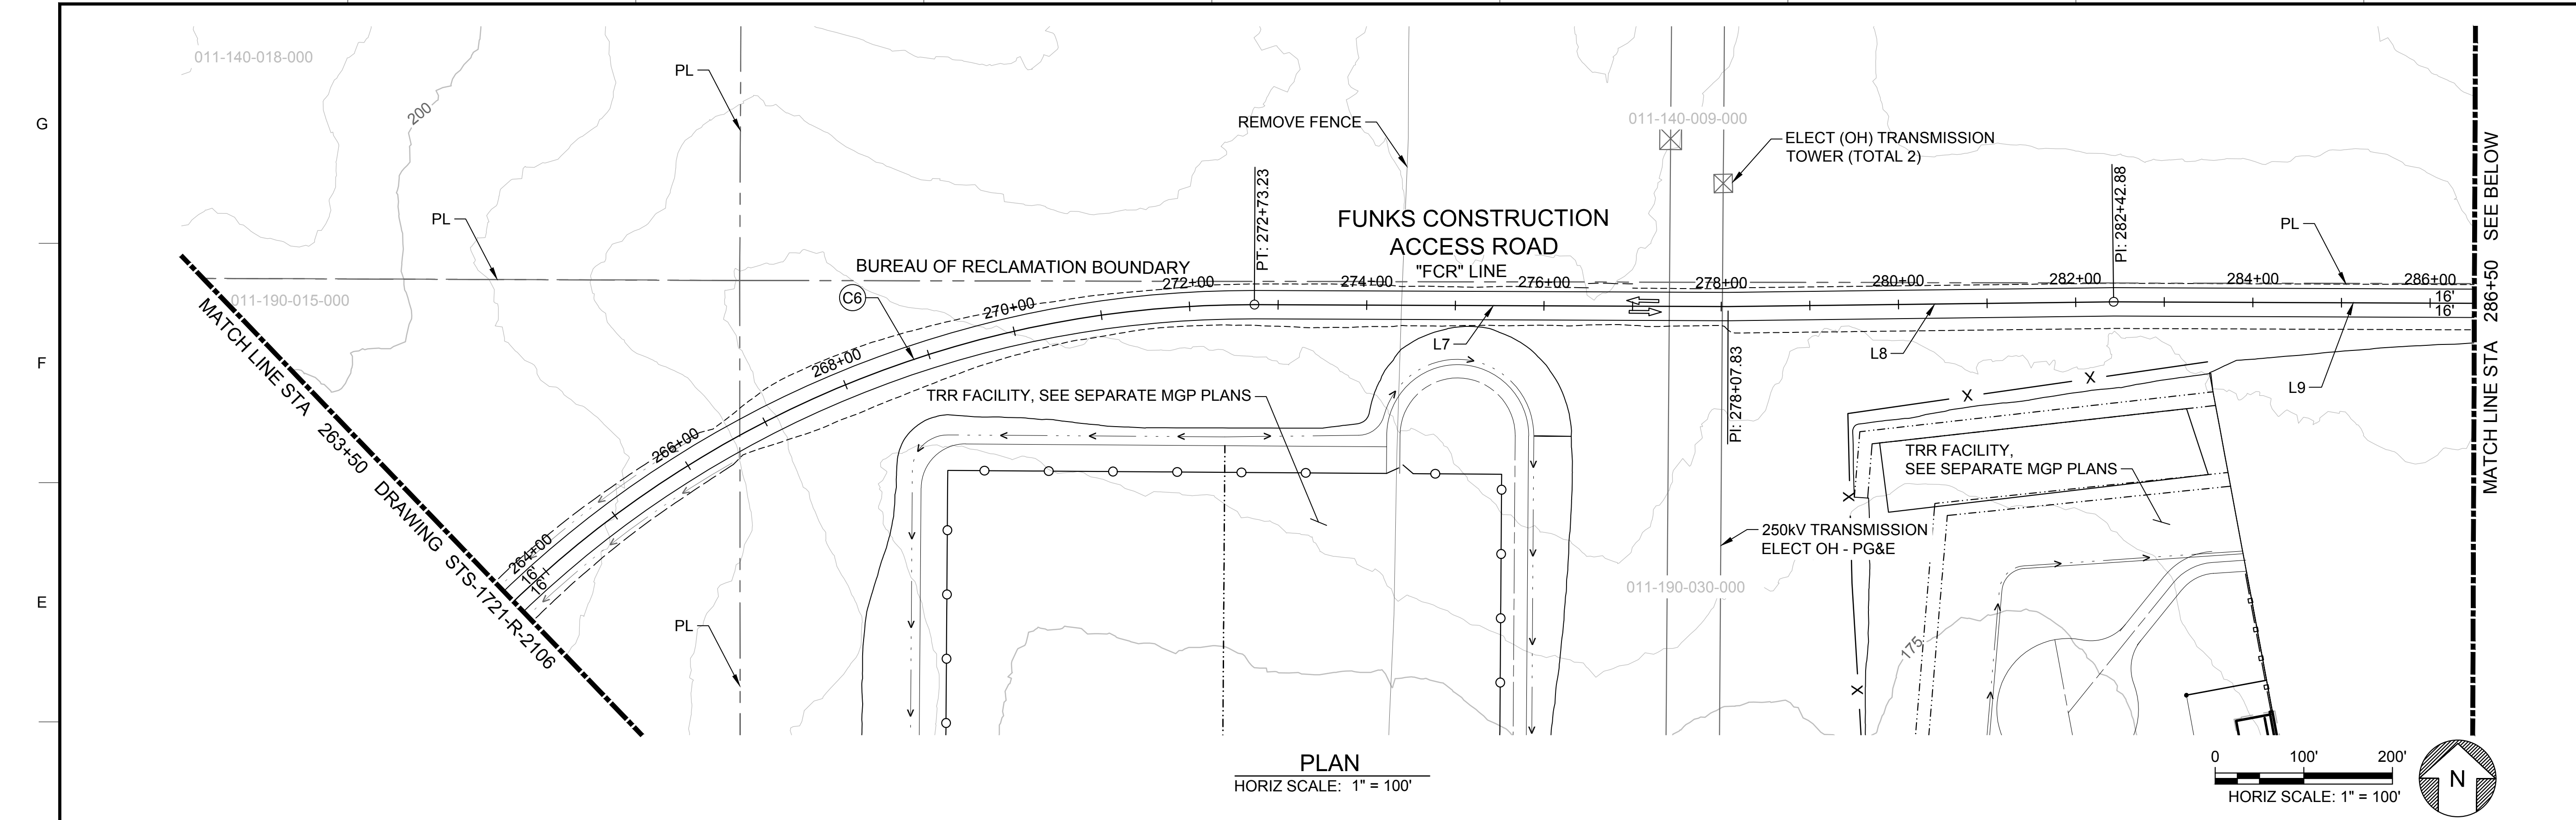 011-140-018-000
200
PL
REMOVE FENCE
011-140-009-000
ELECT (OH) TRANSMISSION
TOWER (TOTAL 2)
G
PL
PT: 272+73.23
FUNKS CONSTRUCTION
ACCESS ROAD
"FCR" LINE
PI: 282+42.88
PL
BUREAU OF RECLAMATION BOUNDARY
011-190-015-000
C6
264+00
266+00
268+00
270+00
272+00
274+00
276+00
278+00
280+00
282+00
284+00
286+00
16'
16'
16'
16'
F
L7
L8
L9
PI: 278+07.83
MATCH LINE STA 263+50 DRAWING STS-1721-R-2106
MATCH LINE STA 286+50 SEE BELOW
TRR FACILITY, SEE SEPARATE MGP PLANS
TRR FACILITY,
SEE SEPARATE MGP PLANS
X
X
X
X
250kV TRANSMISSION
ELECT OH - PG&E
011-190-030-000
E
PL
175
PLAN
HORIZ SCALE: 1" = 100'
0 100' 200'
HORIZ SCALE: 1" = 100'
N